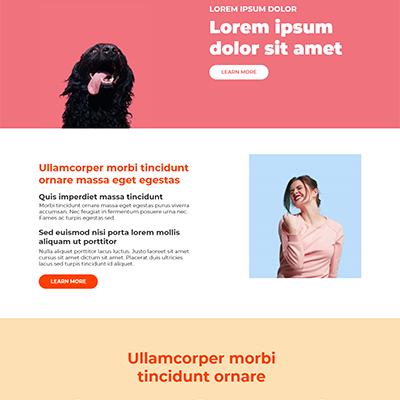 LOREM IPSUM DOLOR
Lorem ipsum
dolor sit amet
LEARN MORE
Ullamcorper morbi tincidunt
ornare massa eget egestas
Quis imperdiet massa tincidunt
Morbi tincidunt ornare massa eget egestas purus viverra
accumsan. Nec feugiat in fermentum posuere urna nec.
Fames ac turpis egestas sed.
Sed euismod nisi porta lorem mollis
aliquam ut porttitor
Nulla aliquet porttitor lacus luctus. Justo laoreet sit amet
cursus sit amet dictum sit amet. Placerat duis ultricies
lacus sed turpis tincidunt id aliquet.
LEARN MORE
Ullamcorper morbi
tincidunt ornare